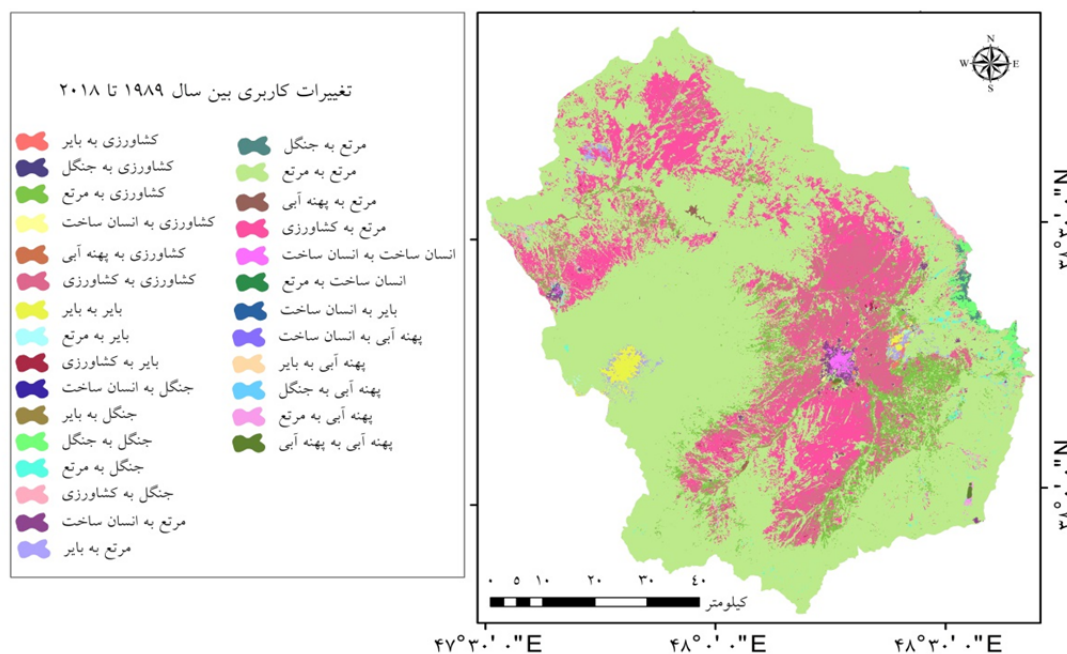 تغییرات کاربری بین سال ۱۹۸۹ تا ۲۰۱۸
کشاورزی به بایر
کشاورزی به جنگل
کشاورزی به مرتع
کشاورزی به انسان ساخت
کشاورزی به پهنه آبی
کشاورزی به کشاورزی
بایر به بایر
بایر به مرتع
بایر به کشاورزی
جنگل به انسان ساخت
جنگل به بایر
جنگل به جنگل
جنگل به مرتع
جنگل به کشاورزی
مرتع به انسان ساخت
مرتع به بایر
مرتع به جنگل
مرتع به مرتع
مرتع به پهنه آبی
مرتع به کشاورزی
انسان ساخت به انسان ساخت
انسان ساخت به مرتع
بایر به انسان ساخت
پهنه آبی به انسان ساخت
پهنه آبی به بایر
پهنه آبی به جنگل
پهنه آبی به مرتع
پهنه آبی به پهنه آبی
N
W E
S
۳۸°۳۰'۰"N
۳۸°۰'۰"N
۰ ۵ ۱۰ ۲۰ ۳۰ ۴۰
کیلومتر
۴۷°۳۰'۰"E ۴۸°۰'۰"E ۴۸°۳۰'۰"E